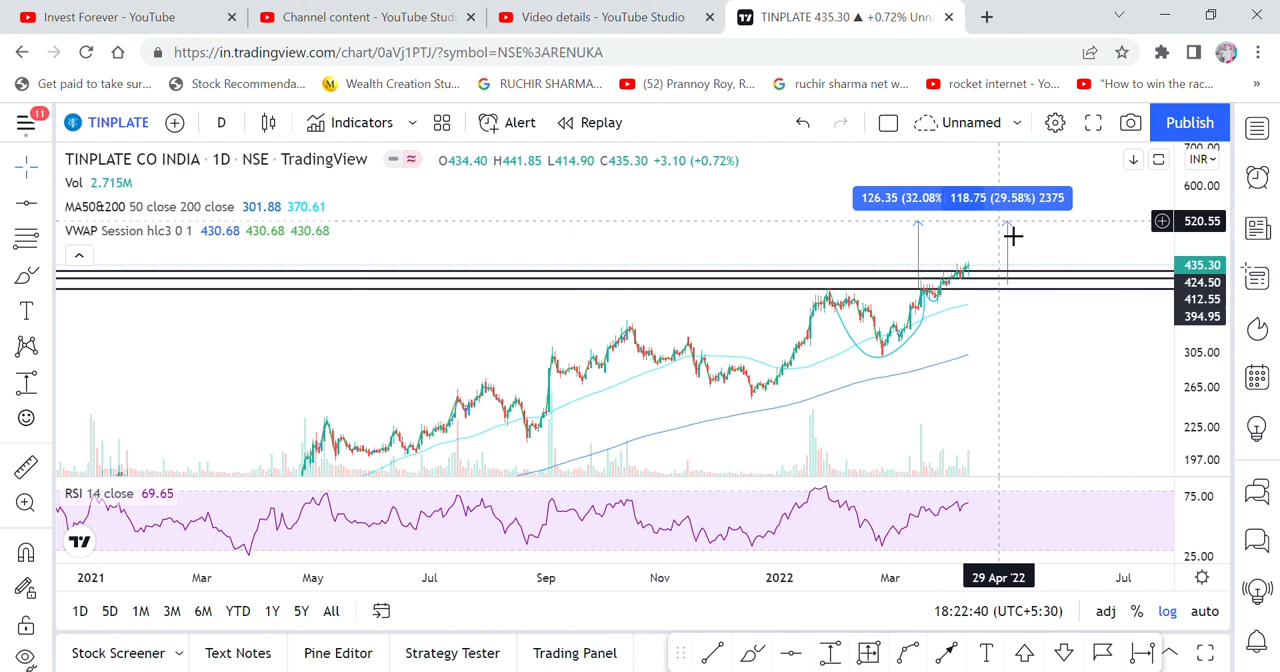 Invest Forever - YouTube
Channel content - YouTube Studi
Video details - YouTube Studio
TINPLATE 435.30 ▲ +0.72% Unna
https://in.tradingview.com/chart/0aVj1PTJ/?symbol=NSE%3ARENUKA
Get paid to take sur...
Stock Recommenda...
Wealth Creation Stu...
RUCHIR SHARMA...
(52) Prannoy Roy, R...
ruchir sharma net w...
rocket internet - Yo...
"How to win the rac...
»
11
TINPLATE
D
Indicators
Alert
Replay
Unnamed
Publish
TINPLATE CO INDIA · 1D · NSE · TradingView
O434.40 H441.85 L414.90 C435.30 +3.10 (+0.72%)
Vol 2.715M
MA50&200 50 close 200 close 301.88 370.61
VWAP Session hlc3 0 1 430.68 430.68 430.68
126.35 (32.08%
118.75 (29.58%) 2375
700.00
INR
600.00
520.55
435.30
424.50
412.55
394.95
305.00
265.00
225.00
197.00
RSI 14 close 69.65
75.00
25.00
2021
Mar
May
Jul
Sep
Nov
2022
Mar
29 Apr '22
Jul
1D
5D
1M
3M
6M
YTD
1Y
5Y
All
18:22:40 (UTC+5:30)
adj
%
log
auto
Stock Screener
Text Notes
Pine Editor
Strategy Tester
Trading Panel